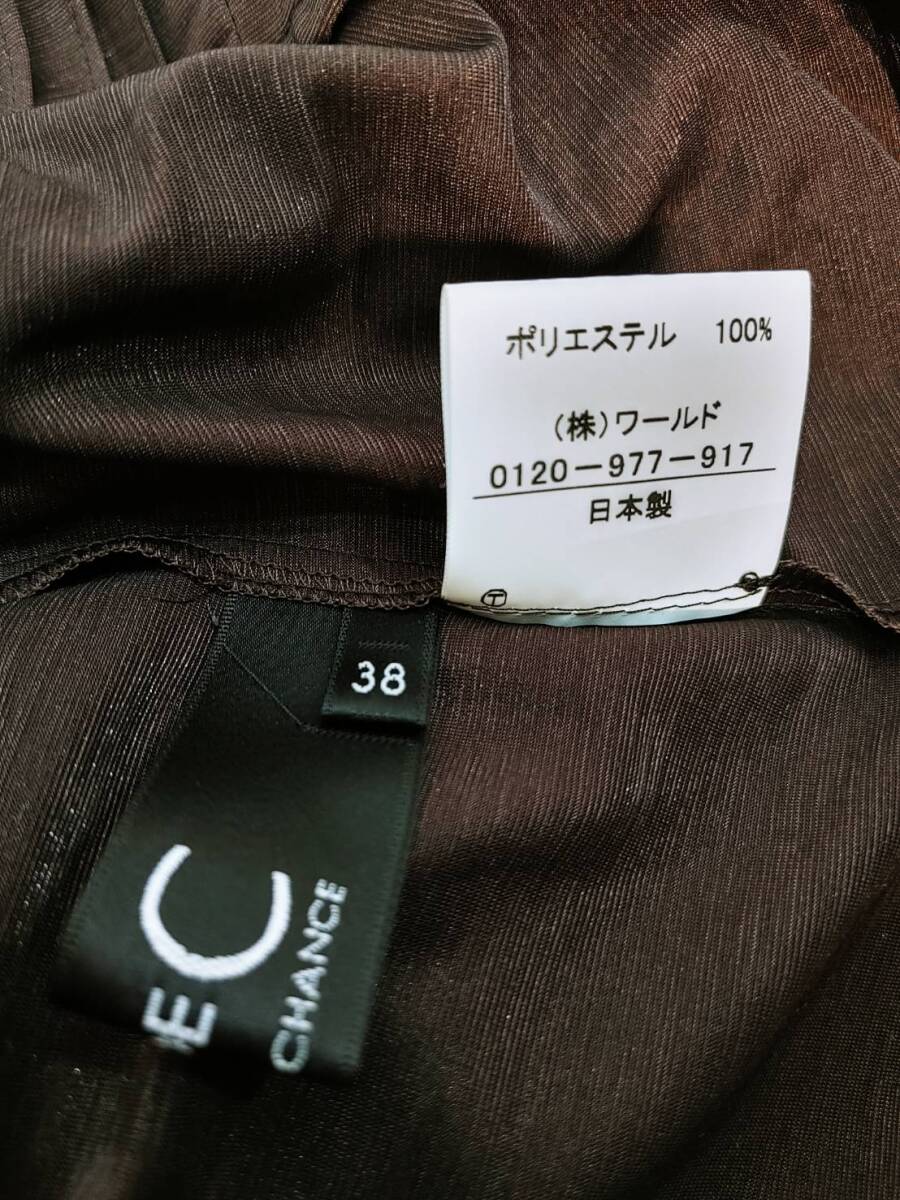 ポリエステル 100%
(株)ワールド
0120-977-917
日本製
Ⓣ
38
EC
CHANCE